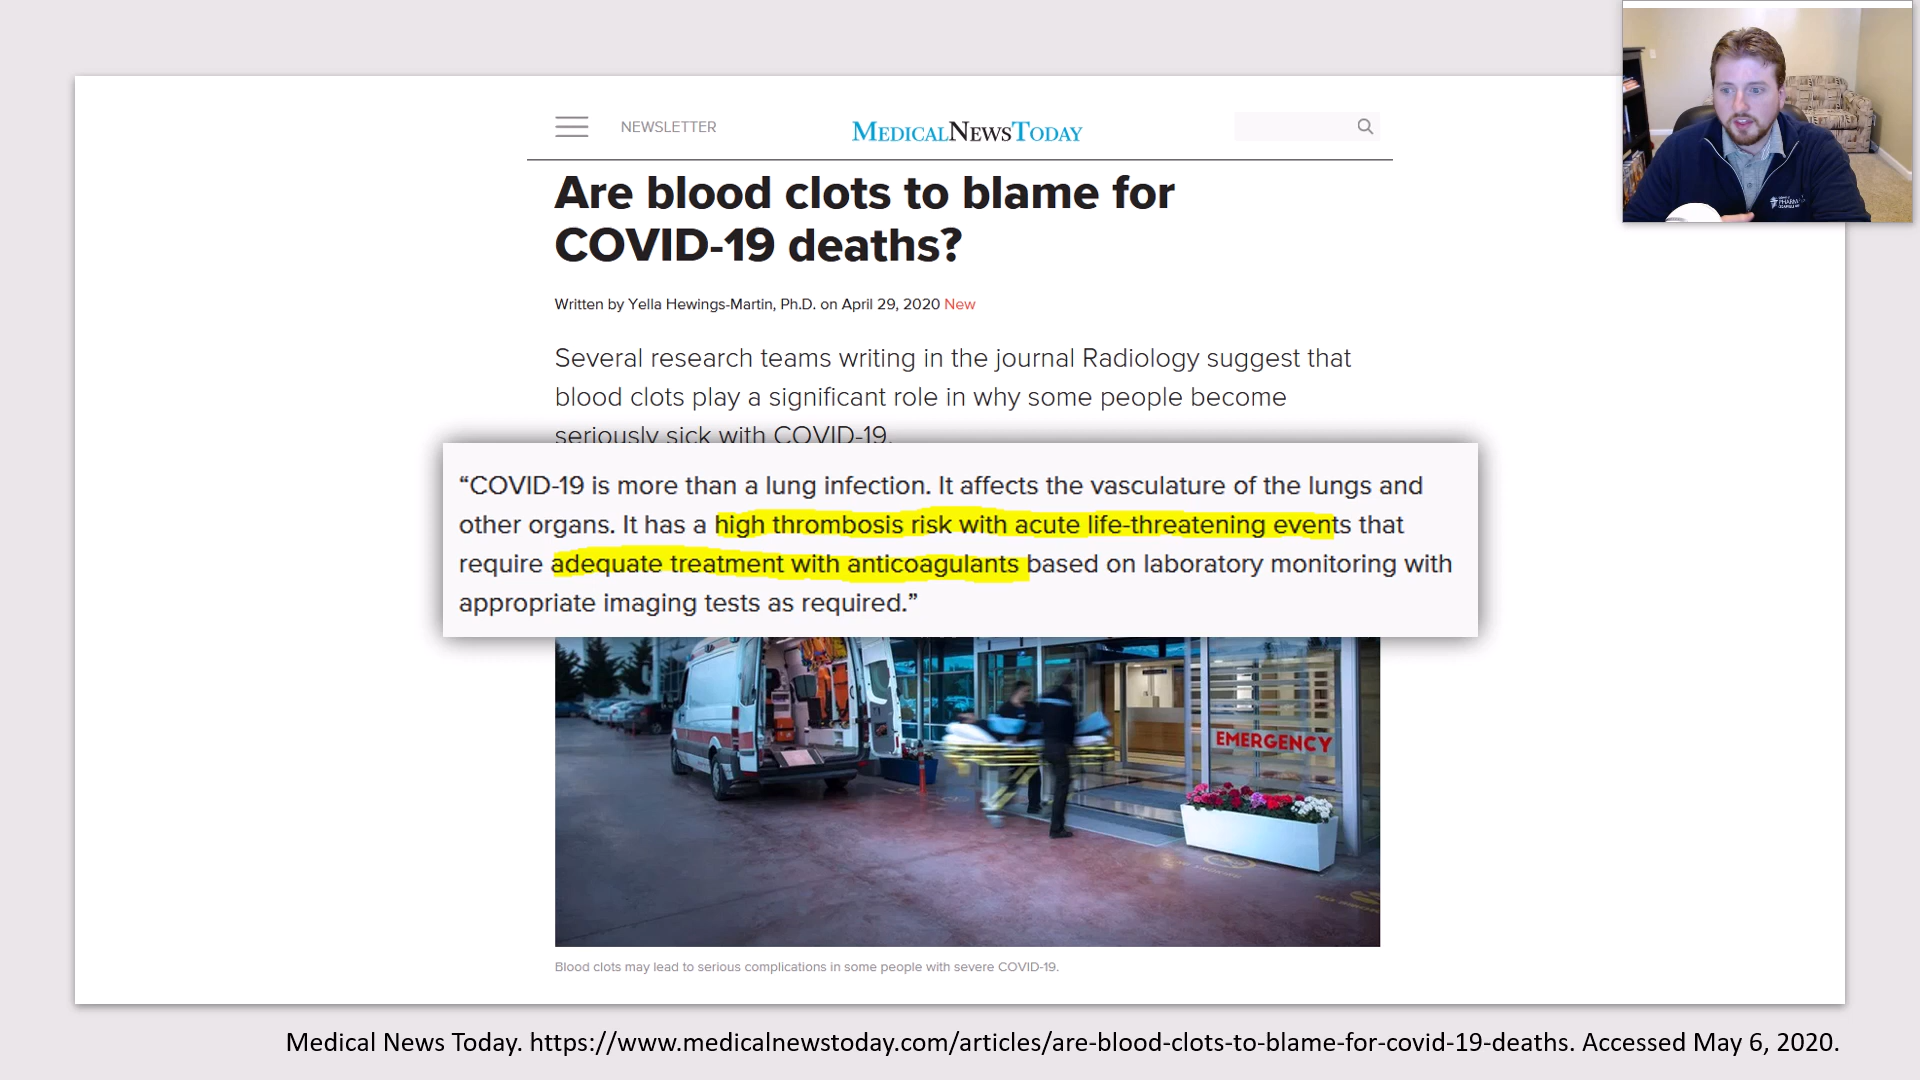 NEWSLETTER
MEDICALNEWSTODAY
Are blood clots to blame for
COVID-19 deaths?
Written by Yella Hewings-Martin, Ph.D. on April 29, 2020 New
Several research teams writing in the journal Radiology suggest that
blood clots play a significant role in why some people become
seriously sick with COVID-19.
“COVID-19 is more than a lung infection. It affects the vasculature of the lungs and
other organs. It has a high thrombosis risk with acute life-threatening events that
require adequate treatment with anticoagulants based on laboratory monitoring with
appropriate imaging tests as required.”
EMERGENCY
Blood clots may lead to serious complications in some people with severe COVID-19.
Medical News Today. https://www.medicalnewstoday.com/articles/are-blood-clots-to-blame-for-covid-19-deaths. Accessed May 6, 2020.